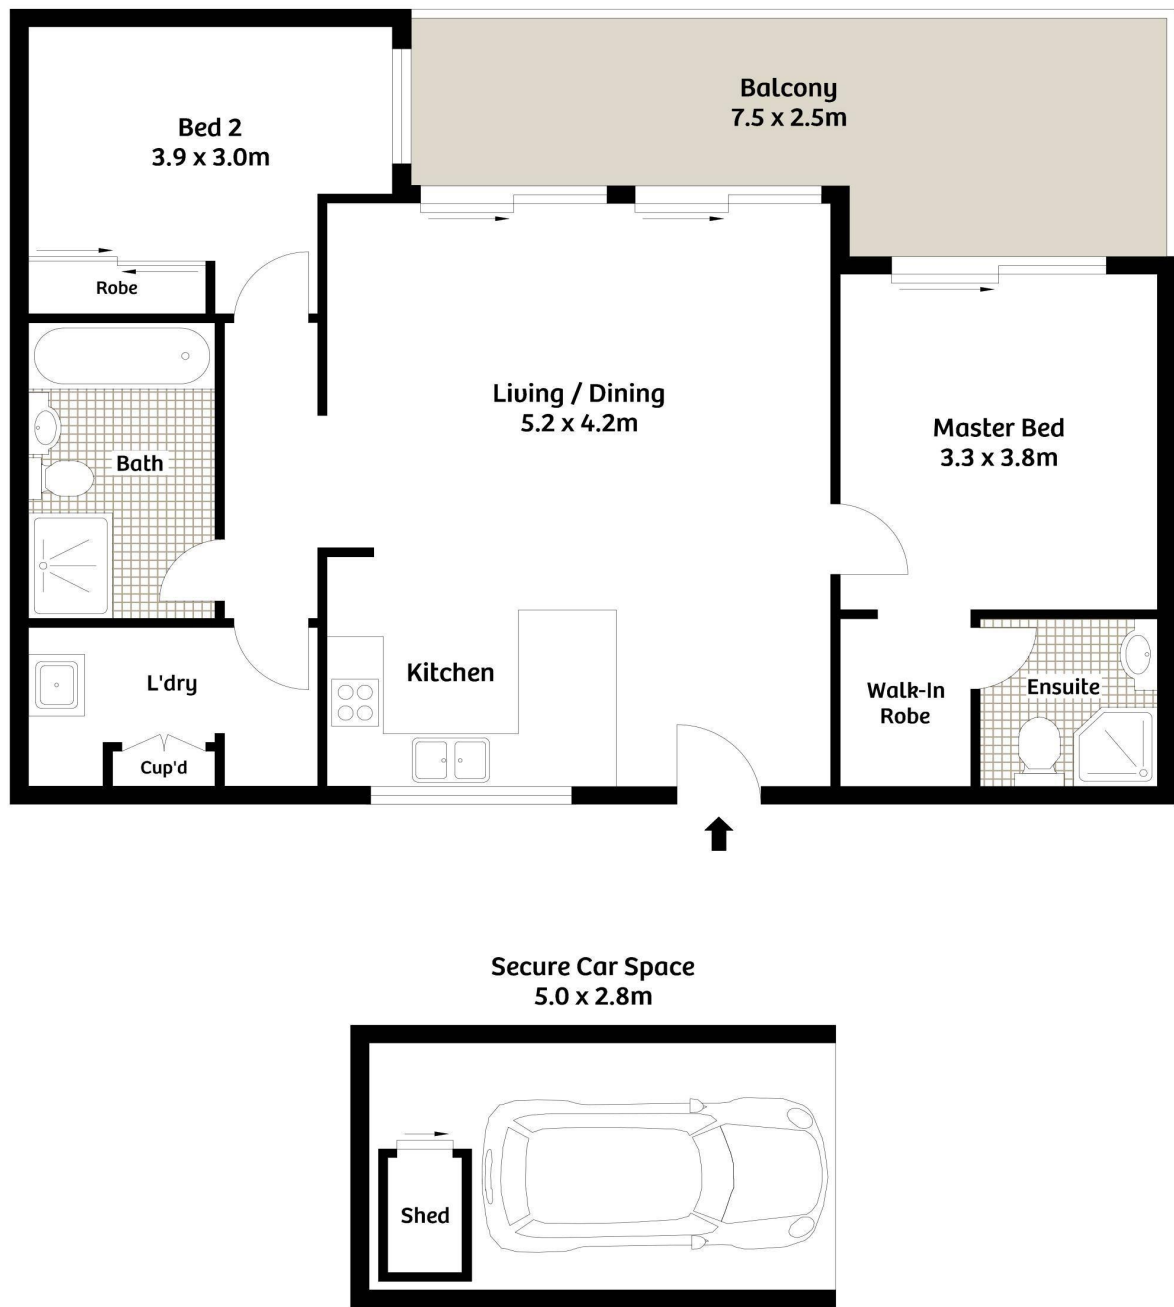 Balcony
7.5 x 2.5m
Bed 2
3.9 x 3.0m
Robe
Living / Dining
5.2 x 4.2m
Master Bed
3.3 x 3.8m
Bath
Kitchen
L'dry
Cup'd
Walk-In
Robe
Ensuite
Secure Car Space
5.0 x 2.8m
Shed